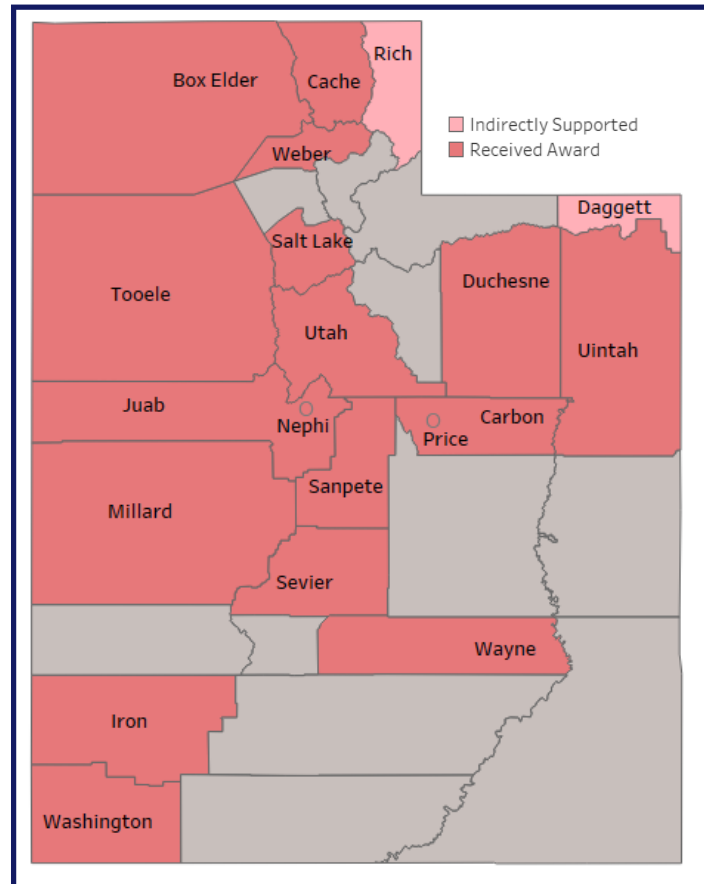 Rich
Box Elder
Cache
Indirectly Supported
Received Award
Weber
Daggett
Salt Lake
Duchesne
Tooele
Utah
Uintah
Juab
Nephi
Carbon
Price
Sanpete
Millard
Sevier
Wayne
Iron
Washington